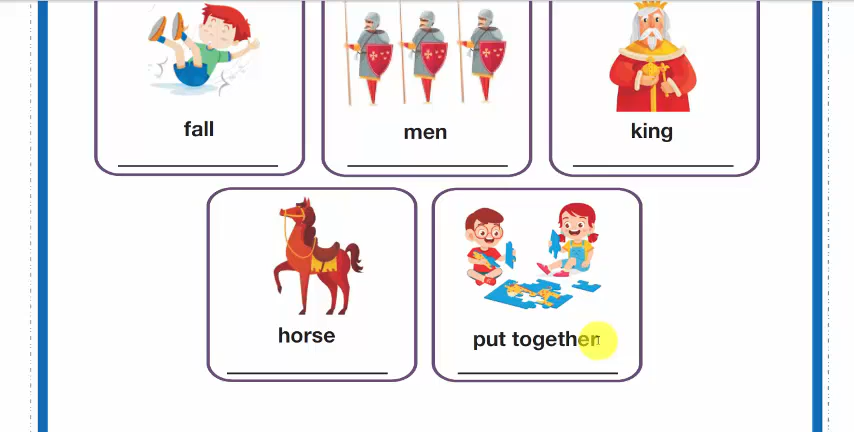 fall
men
king
horse
put together